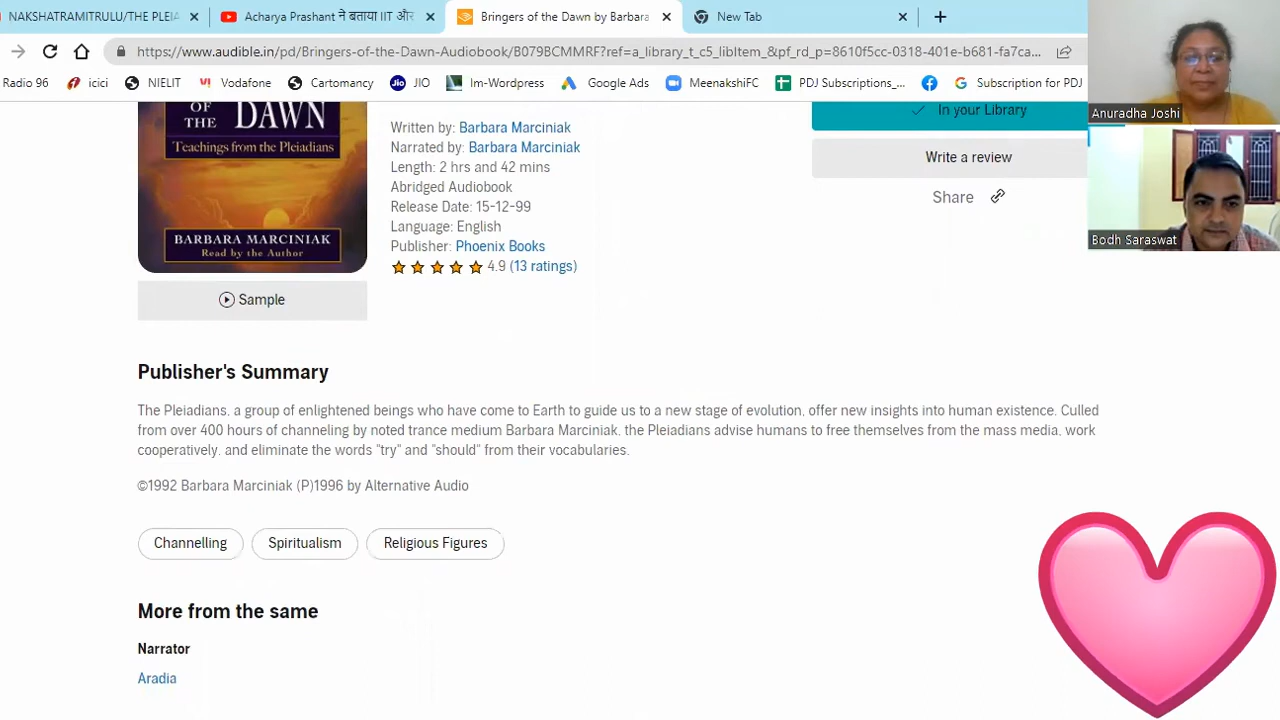 NAKSHATRAMITRULU/THE PLEIA
Acharya Prashant ने बताया IIT और
Bringers of the Dawn by Barbara
New Tab
https://www.audible.in/pd/Bringers-of-the-Dawn-Audiobook/B079BCMMRF?ref=a_library_t_c5_libItem_&pf_rd_p=8610f5cc-0318-401e-b681-fa7ca...
Radio 96
icici
NIELIT
Vodafone
Cartomancy
JIO
Im-Wexpress
Google Ads
MeenakshiFC
PDJ Subscriptions_...
Subscription for PDJ
Anuradha Joshi
Bodh Saraswat
OF
THE DAWN
Teachings from the Pleiadians
BARBARA MARCINIAK
Read by the Author
Sample
Written by: Barbara Marciniak
Narrated by: Barbara Marciniak
Length: 2 hrs and 42 mins
Abridged Audiobook
Release Date: 15-12-99
Language: English
Publisher: Phoenix Books
4.9 (13 ratings)
In your Library
Write a review
Share
Publisher's Summary
The Pleiadians, a group of enlightened beings who have come to Earth to guide us to a new stage of evolution, offer new insights into human existence. Culled
from over 400 hours of channeling by noted trance medium Barbara Marciniak, the Pleiadians advise humans to free themselves from the mass media, work
cooperatively, and eliminate the words "try" and "should" from their vocabularies.
©1992 Barbara Marciniak (P)1996 by Alternative Audio
Channelling
Spiritualism
Religious Figures
More from the same
Narrator
Aradia